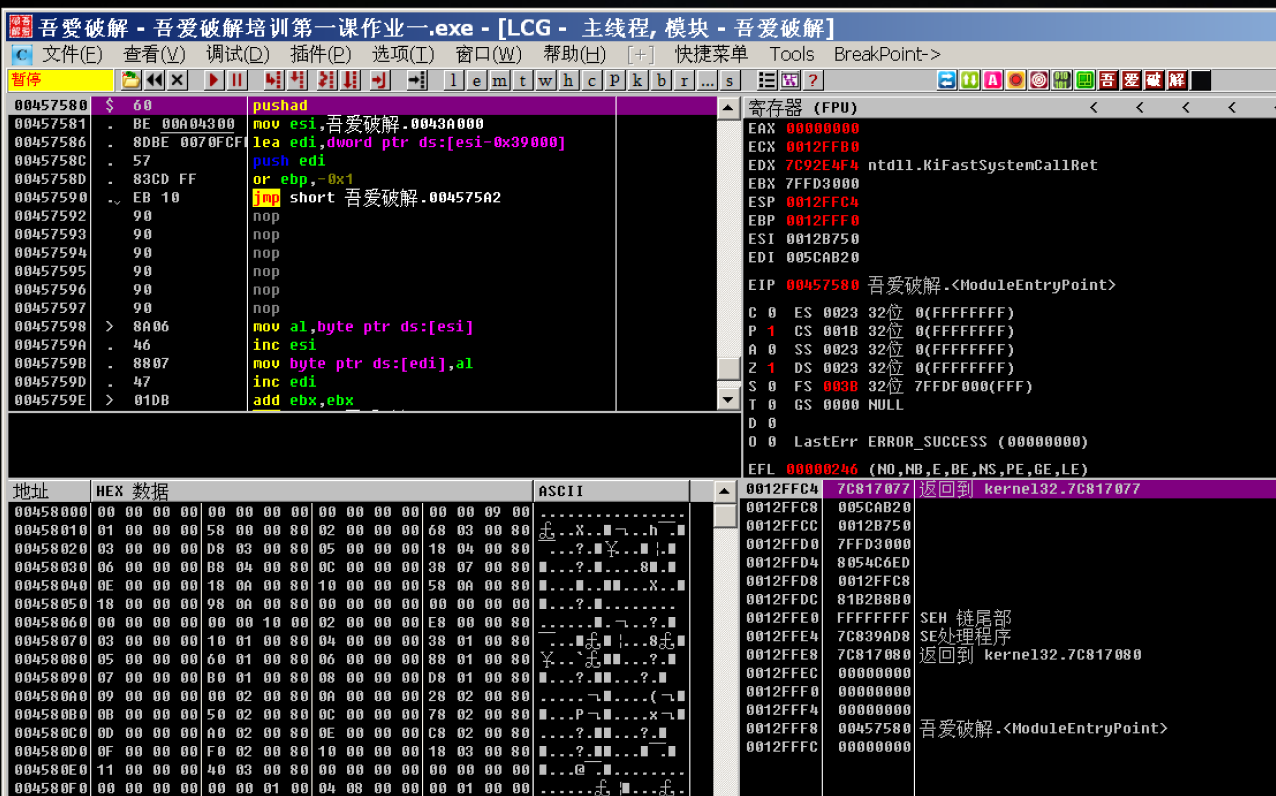 吾爱破解 - 吾爱破解培训第一课作业一.exe - [LCG - 主线程, 模块 - 吾爱破解]
文件(F) 查看(V) 调试(D) 插件(P) 选项(T) 窗口(W) 帮助(H) [+] 快捷菜单 Tools BreakPoint->
暂停 l e m t w h c P k b r ... s ? 吾 爱 破 解
00457580 $ 60 pushad
00457581 . BE 00A04300 mov esi,吾爱破解.0043A000
00457586 . 8DBE 0070FCF lea edi,dword ptr ds:[esi-0x39000]
0045758C . 57 push edi
0045758D . 83CD FF or ebp,-0x1
00457590 . EB 10 jmp short 吾爱破解.004575A2
00457592 90 nop
00457593 90 nop
00457594 90 nop
00457595 90 nop
00457596 90 nop
00457597 90 nop
00457598 > 8A06 mov al,byte ptr ds:[esi]
0045759A . 46 inc esi
0045759B . 8807 mov byte ptr ds:[edi],al
0045759D . 47 inc edi
0045759E > 01DB add ebx,ebx
寄存器 (FPU) < < < <
EAX 00000000
ECX 0012FFB0
EDX 7C92E4F4 ntdll.KiFastSystemCallRet
EBX 7FFD3000
ESP 0012FFC4
EBP 0012FFF0
ESI 0012B750
EDI 005CAB20
EIP 00457580 吾爱破解.<ModuleEntryPoint>
C 0 ES 0023 32位 0(FFFFFFFF)
P 1 CS 001B 32位 0(FFFFFFFF)
A 0 SS 0023 32位 0(FFFFFFFF)
Z 1 DS 0023 32位 0(FFFFFFFF)
S 0 FS 003B 32位 7FFDF000(FFF)
T 0 GS 0000 NULL
D 0
O 0 LastErr ERROR_SUCCESS (00000000)
EFL 00000246 (NO,NB,E,BE,NS,PE,GE,LE)
地址 HEX 数据 ASCII
00458000 00 00 00 00 00 00 00 00 00 00 00 00 00 00 09 00
00458010 01 00 00 00 58 00 00 80 02 00 00 00 68 03 00 80
00458020 03 00 00 00 D8 03 00 80 05 00 00 00 18 04 00 80
00458030 06 00 00 00 B8 04 00 80 0C 00 00 00 38 07 00 80
00458040 0E 00 00 00 18 0A 00 80 10 00 00 00 58 0A 00 80
00458050 18 00 00 00 98 0A 00 80 00 00 00 00 00 00 00 00
00458060 00 00 00 00 00 00 10 00 02 00 00 00 E8 00 00 80
00458070 03 00 00 00 10 01 00 80 04 00 00 00 38 01 00 80
00458080 05 00 00 00 60 01 00 80 06 00 00 00 88 01 00 80
00458090 07 00 00 00 B0 01 00 80 08 00 00 00 D8 01 00 80
004580A0 09 00 00 00 00 02 00 80 0A 00 00 00 28 02 00 80
004580B0 0B 00 00 00 50 02 00 80 0C 00 00 00 78 02 00 80
004580C0 0D 00 00 00 A0 02 00 80 0E 00 00 00 C8 02 00 80
004580D0 0F 00 00 00 F0 02 00 80 10 00 00 00 18 03 00 80
004580E0 11 00 00 00 40 03 00 80 00 00 00 00 00 00 00 00
004580F0 00 00 00 00 00 00 01 00 04 08 00 00 00 01 00 00
0012FFC4 7C817077 返回到 kernel32.7C817077
0012FFC8 005CAB20
0012FFCC 0012B750
0012FFD0 7FFD3000
0012FFD4 8054C6ED
0012FFD8 0012FFC8
0012FFDC 81B2B8B0
0012FFE0 FFFFFFFF SEH 链尾部
0012FFE4 7C839AD8 SE处理程序
0012FFE8 7C817080 返回到 kernel32.7C817080
0012FFEC 00000000
0012FFF0 00000000
0012FFF4 00000000
0012FFF8 00457580 吾爱破解.<ModuleEntryPoint>
0012FFFC 00000000